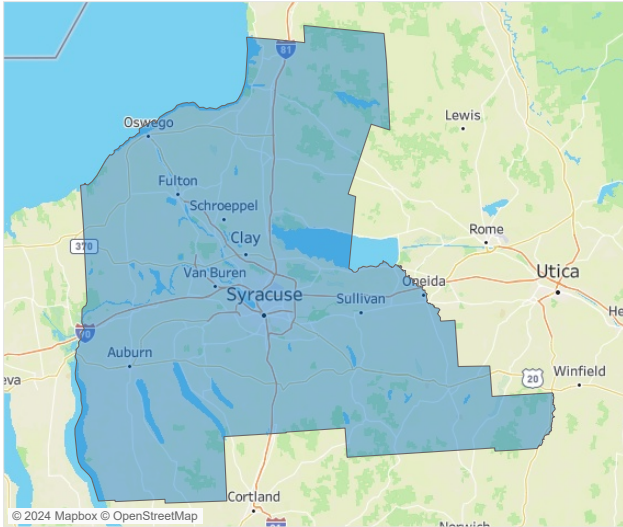 81
Oswego
Lewis
Fulton
Schroeppel
Rome
Clay
370
Van Buren
Utica
Oneida
Syracuse
Sullivan
He
90
Auburn
eva
20
Winfield
Cortland
© 2024 Mapbox © OpenStreetMap